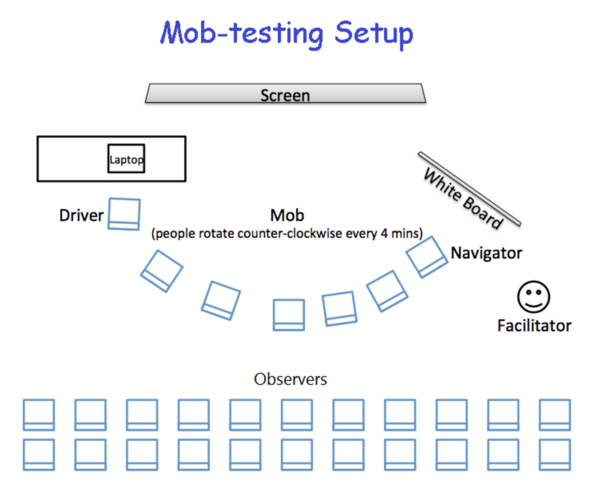 Mob-testing Setup
Screen
Laptop
White Board
Driver
Mob
(people rotate counter-clockwise every 4 mins)
Navigator
Facilitator
Observers